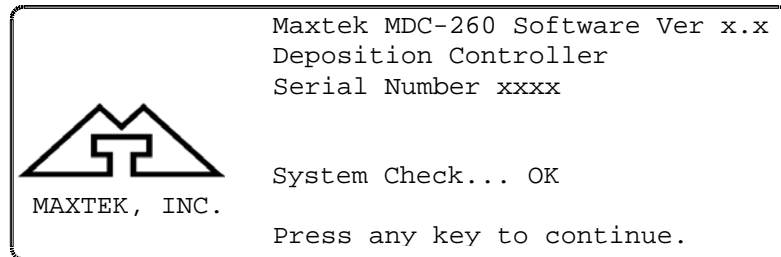 Maxtek MDC-260 Software Ver x.x
Deposition Controller
Serial Number xxxx
System Check... OK
MAXTEK, INC.
Press any key to continue.